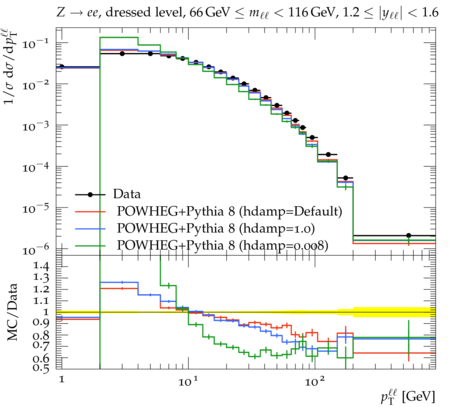 Z → ee, dressed level, 66 GeV ≤ mℓℓ < 116 GeV, 1.2 ≤ |yℓℓ| < 1.6
1/σ dσ/dpTℓℓ
10⁻¹
10⁻²
10⁻³
10⁻⁴
10⁻⁵
10⁻⁶
Data
POWHEG+Pythia 8 (hdamp=Default)
POWHEG+Pythia 8 (hdamp=1.0)
POWHEG+Pythia 8 (hdamp=0.008)
MC/Data
1.4
1.3
1.2
1.1
1
0.9
0.8
0.7
0.6
0.5
1
10¹
10²
pTℓℓ [GeV]